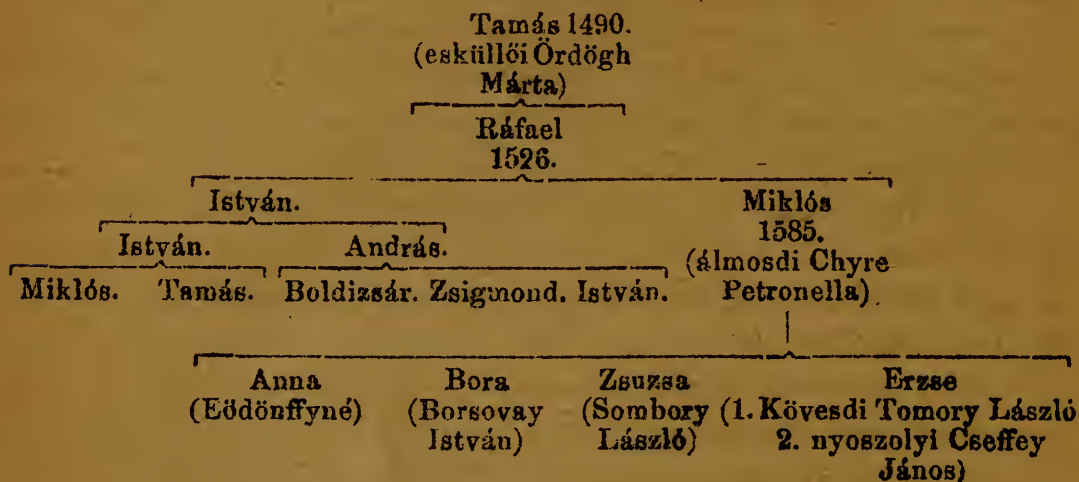 Tamás 1490.
(esküllői Ördögh
Márta)
Ráfael
1526.
István.
Miklós
1585.
(álmosdi Chyre
Petronella)
István. András.
Miklós. Tamás. Boldizsár. Zsigmond. István.
Anna
(Eödönffyné)
Bora
(Borsovay
István)
Zsuzsa
(Sombory
László)
Erzse
(1. Kövesdi Tomory László
2. nyoszolyi Cseffey
János)